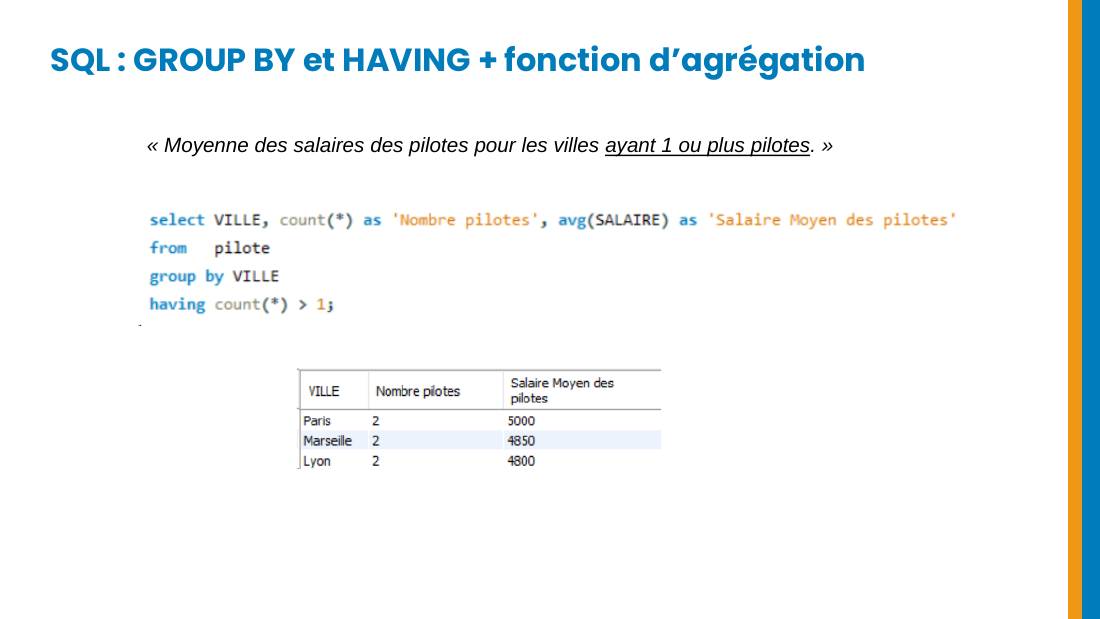 SQL : GROUP BY et HAVING + fonction d’agrégation
« Moyenne des salaires des pilotes pour les villes ayant 1 ou plus pilotes. »
select VILLE, count(*) as 'Nombre pilotes', avg(SALAIRE) as 'Salaire Moyen des pilotes'
from pilote
group by VILLE
having count(*) > 1;
.
VILLE Nombre pilotes Salaire Moyen des
pilotes
Paris 2 5000
Marseille 2 4850
Lyon 2 4800